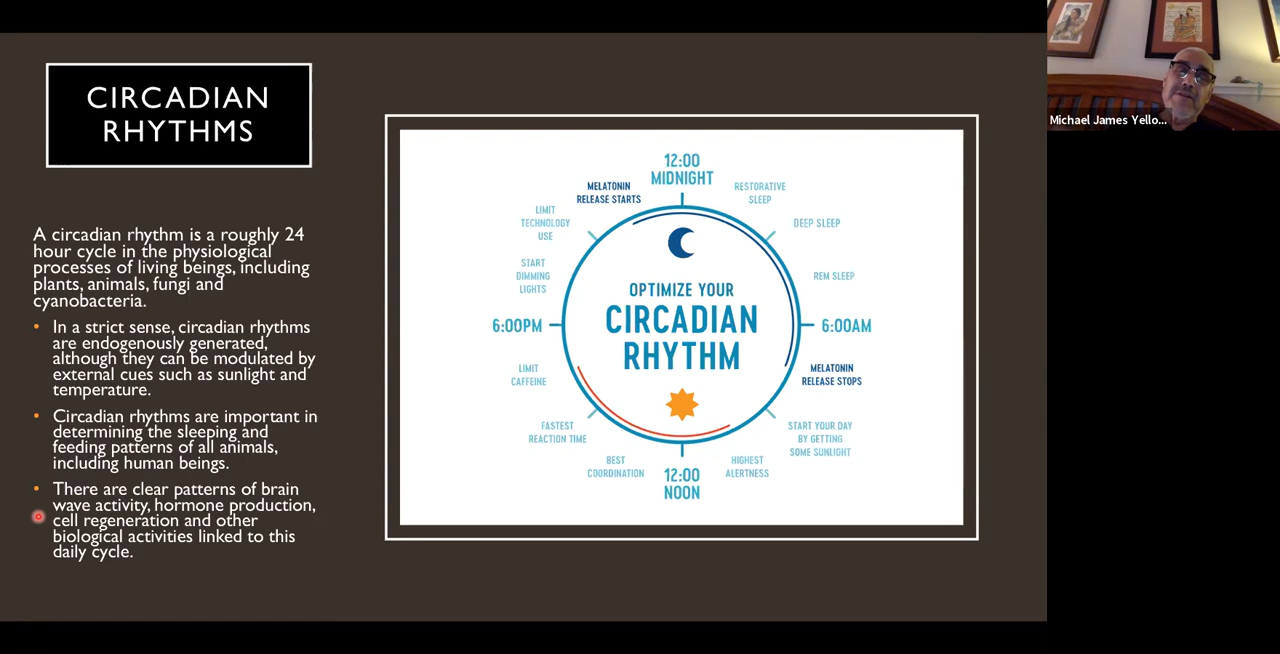 CIRCADIAN
RHYTHMS
A circadian rhythm is a roughly 24
hour cycle in the physiological
processes of living beings, including
plants, animals, fungi and
cyanobacteria.
• In a strict sense, circadian rhythms
are endogenously generated,
although they can be modulated by
external cues such as sunlight and
temperature.
• Circadian rhythms are important in
determining the sleeping and
feeding patterns of all animals,
including human beings.
• There are clear patterns of brain
wave activity, hormone production,
cell regeneration and other
biological activities linked to this
daily cycle.
12:00
MIDNIGHT
RESTORATIVE
SLEEP
DEEP SLEEP
REM SLEEP
6:00AM
MELATONIN
RELEASE STOPS
START YOUR DAY
BY GETTING
SOME SUNLIGHT
HIGHEST
ALERTNESS
12:00
NOON
BEST
COORDINATION
FASTEST
REACTION TIME
LIMIT
CAFFEINE
6:00PM
START
DIMMING
LIGHTS
LIMIT
TECHNOLOGY
USE
MELATONIN
RELEASE STARTS
OPTIMIZE YOUR
CIRCADIAN
RHYTHM
Michael James Yello...